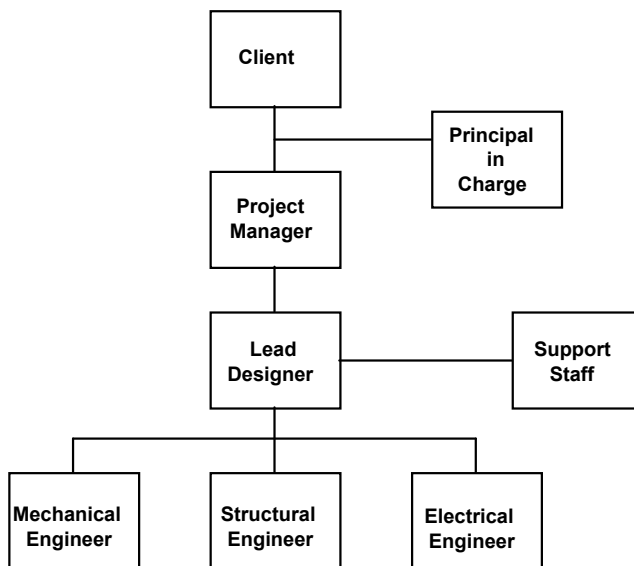 Client
Principal
in
Charge
Project
Manager
Lead
Designer
Support
Staff
Mechanical
Engineer
Structural
Engineer
Electrical
Engineer